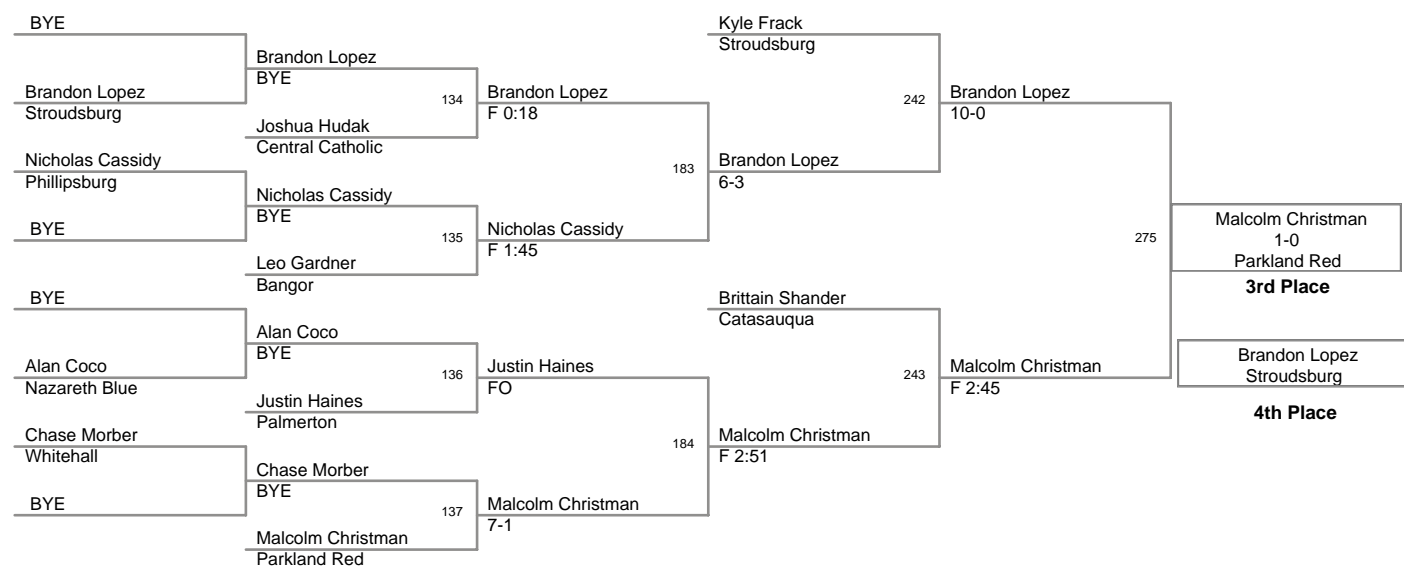 BYE
Brandon Lopez
Stroudsburg
Nicholas Cassidy
Phillipsburg
BYE
BYE
Alan Coco
Nazareth Blue
Chase Morber
Whitehall
BYE
Brandon Lopez
BYE
134
Joshua Hudak
Central Catholic
Nicholas Cassidy
BYE
135
Leo Gardner
Bangor
Alan Coco
BYE
136
Justin Haines
Palmerton
Chase Morber
BYE
137
Malcolm Christman
Parkland Red
Brandon Lopez
F 0:18
183
Nicholas Cassidy
F 1:45
Justin Haines
FO
184
Malcolm Christman
7-1
Kyle Frack
Stroudsburg
242
Brandon Lopez
6-3
Brittain Shander
Catasauqua
243
Malcolm Christman
F 2:51
Brandon Lopez
10-0
275
Malcolm Christman
F 2:45
Malcolm Christman
1-0
Parkland Red
3rd Place
Brandon Lopez
Stroudsburg
4th Place